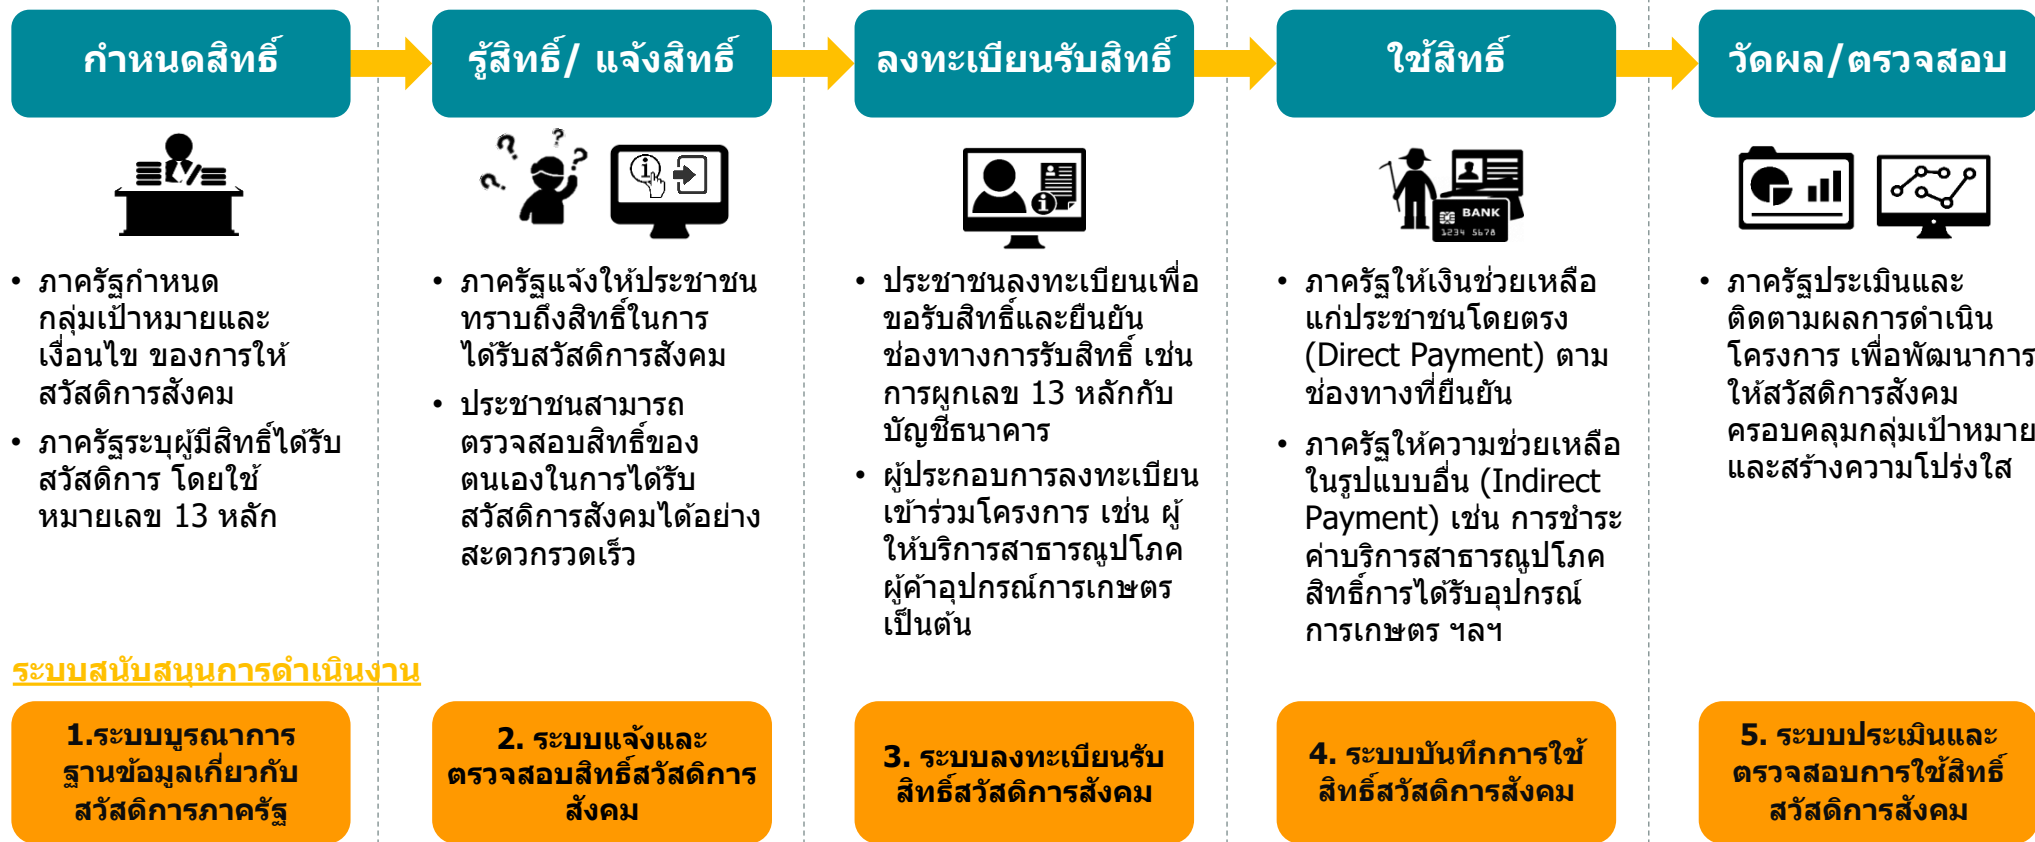 กำหนดสิทธิ์
รู้สิทธิ์/ แจ้งสิทธิ์
ลงทะเบียนรับสิทธิ์
ใช้สิทธิ์
วัดผล/ตรวจสอบ
BANK
1234 5678
• ภาครัฐกำหนด
กลุ่มเป้าหมายและ
เงื่อนไข ของการให้
สวัสดิการสังคม
• ภาครัฐระบุผู้มีสิทธิ์ได้รับ
สวัสดิการ โดยใช้
หมายเลข 13 หลัก
• ภาครัฐแจ้งให้ประชาชน
ทราบถึงสิทธิ์ในการ
ได้รับสวัสดิการสังคม
• ประชาชนสามารถ
ตรวจสอบสิทธิ์ของ
ตนเองในการได้รับ
สวัสดิการสังคมได้อย่าง
สะดวกรวดเร็ว
• ประชาชนลงทะเบียนเพื่อ
ขอรับสิทธิ์และยืนยัน
ช่องทางการรับสิทธิ์ เช่น
การผูกเลข 13 หลักกับ
บัญชีธนาคาร
• ผู้ประกอบการลงทะเบียน
เข้าร่วมโครงการ เช่น ผู้
ให้บริการสาธารณูปโภค
ผู้ค้าอุปกรณ์การเกษตร
เป็นต้น
• ภาครัฐให้เงินช่วยเหลือ
แก่ประชาชนโดยตรง
(Direct Payment) ตาม
ช่องทางที่ยืนยัน
• ภาครัฐให้ความช่วยเหลือ
ในรูปแบบอื่น (Indirect
Payment) เช่น การชำระ
ค่าบริการสาธารณูปโภค
สิทธิ์การได้รับอุปกรณ์
การเกษตร ฯลฯ
• ภาครัฐประเมินและ
ติดตามผลการดำเนิน
โครงการ เพื่อพัฒนาการ
ให้สวัสดิการสังคม
ครอบคลุมกลุ่มเป้าหมาย
และสร้างความโปร่งใส
ระบบสนับสนุนการดำเนินงาน
1.ระบบบูรณาการ
ฐานข้อมูลเกี่ยวกับ
สวัสดิการภาครัฐ
2. ระบบแจ้งและ
ตรวจสอบสิทธิ์สวัสดิการ
สังคม
3. ระบบลงทะเบียนรับ
สิทธิ์สวัสดิการสังคม
4. ระบบบันทึกการใช้
สิทธิ์สวัสดิการสังคม
5. ระบบประเมินและ
ตรวจสอบการใช้สิทธิ์
สวัสดิการสังคม